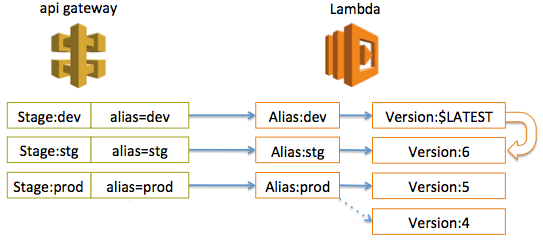 api gateway
Lambda
Stage:dev alias=dev Alias:dev Version:$LATEST
Stage:stg alias=stg Alias:stg Version:6
Stage:prod alias=prod Alias:prod Version:5
Version:4